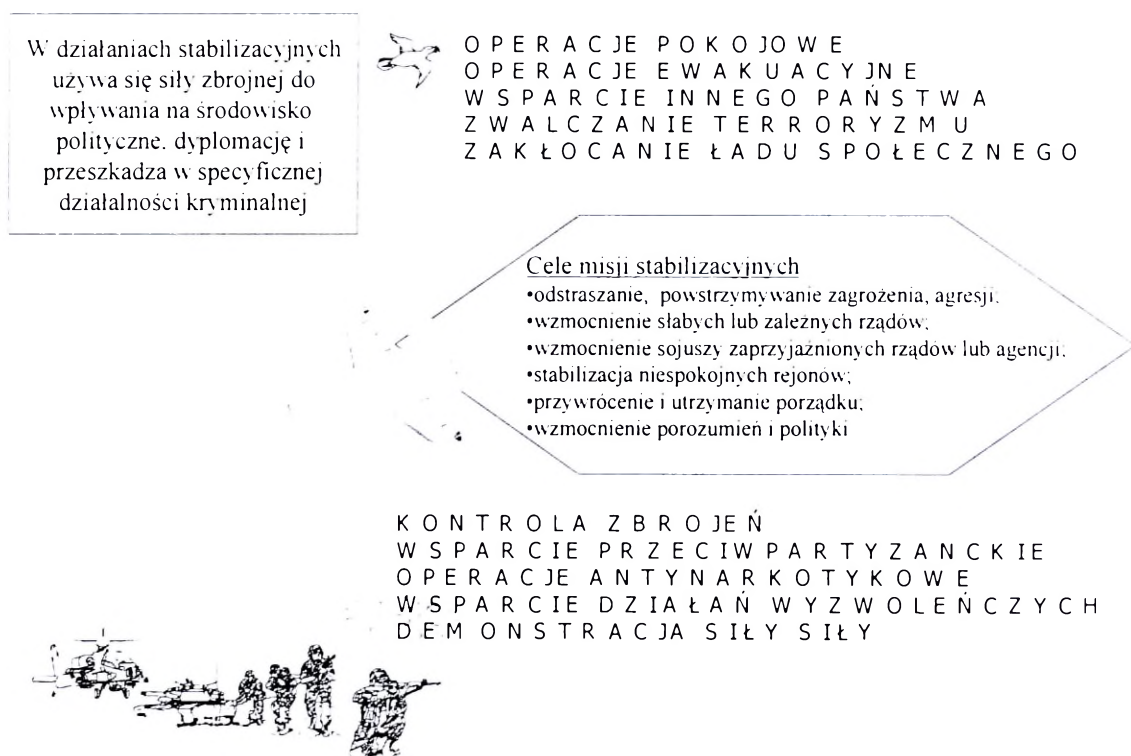 W działaniach stabilizacyjnych
używa się siły zbrojnej do
wpływania na środowisko
polityczne. dyplomację i
przeszkadza w specyficznej
działalności kryminalnej
OPERACJE POKOJOWE
OPERACJE EWAKUACYJNE
WSPARCIE INNEGO PAŃSTWA
ZWALCZANIE TERRORYZMU
ZAKŁOCANIE ŁADU SPOŁECZNEGO
Cele misji stabilizacyjnych
•odstraszanie, powstrzymywanie zagrożenia, agresji;
•wzmocnienie słabych lub zależnych rządów;
•wzmocnienie sojuszy zaprzyjaźnionych rządów lub agencji;
•stabilizacja niespokojnych rejonów;
•przywrócenie i utrzymanie porządku;
•wzmocnienie porozumień i polityki
KONTROLA ZBROJEŃ
WSPARCIE PRZECIWPARTYZANCKIE
OPERACJE ANTYNARKOTYKOWE
WSPARCIE DZIAŁAŃ WYZWOLEŃCZYCH
DEMONSTRACJA SIŁY SIŁY